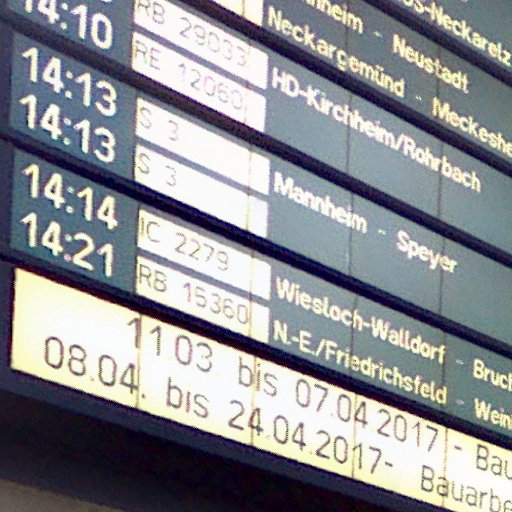 nheim - Neustadt
Neckargemünd - Meckeshe
RB 29033 HD-Kirchheim/Rohrbach
14:10 RE 12060
14:13 S 3 Mannheim - Speyer
14:13 S 3
14:14 IC 2279 Wiesloch-Walldorf - Bruch
14:21 RB N.-E./Friedrichsfeld - Wein
11 03 bis 07.04.2017 - Bau
08.04. bis 24.04.2017- Bauarbe